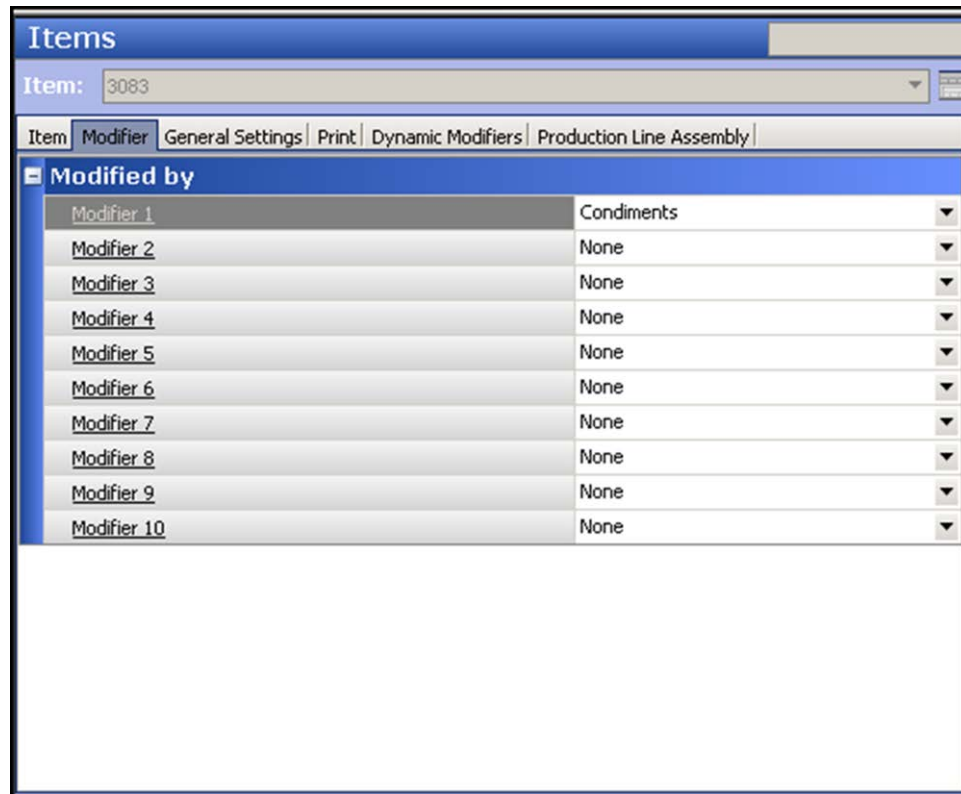 Items
Item: 3083
Item Modifier General Settings Print Dynamic Modifiers Production Line Assembly
Modified by
Modifier 1 Condiments
Modifier 2 None
Modifier 3 None
Modifier 4 None
Modifier 5 None
Modifier 6 None
Modifier 7 None
Modifier 8 None
Modifier 9 None
Modifier 10 None